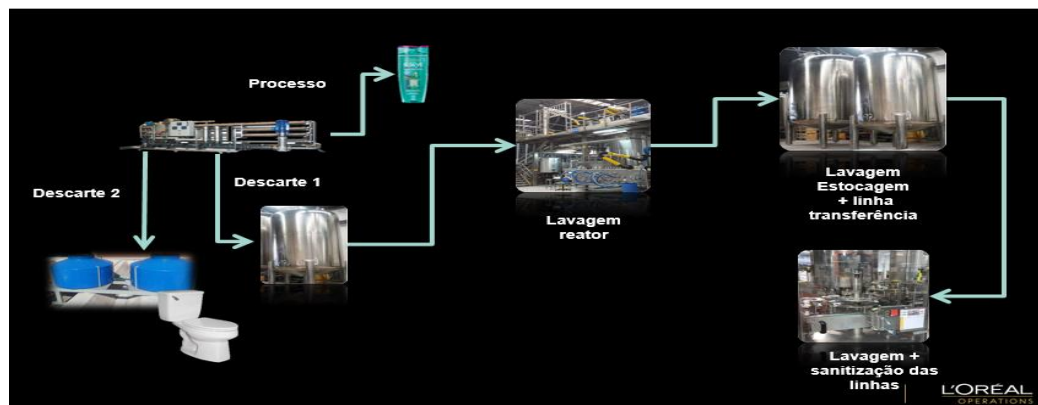 Processo
Descarte 1
Descarte 2
Lavagem
reator
Lavagem
Estocagem
+ linha
transferência
Lavagem +
sanitização das
linhas
L'ORÉAL
OPERATIONS